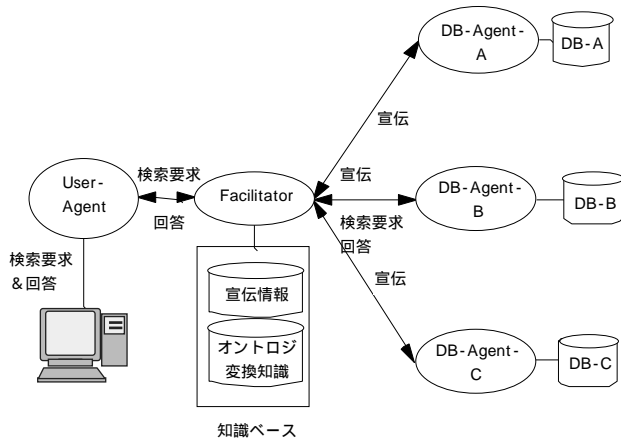 DB-Agent-
A
DB-A
宣伝
検索要求
宣伝
User-
Agent
Facilitator
DB-Agent-
B
DB-B
回答
検索要求
回答
検索要求
&回答
宣伝
宣伝情報
オントロジ
変換知識
DB-Agent-
C
DB-C
知識ベース